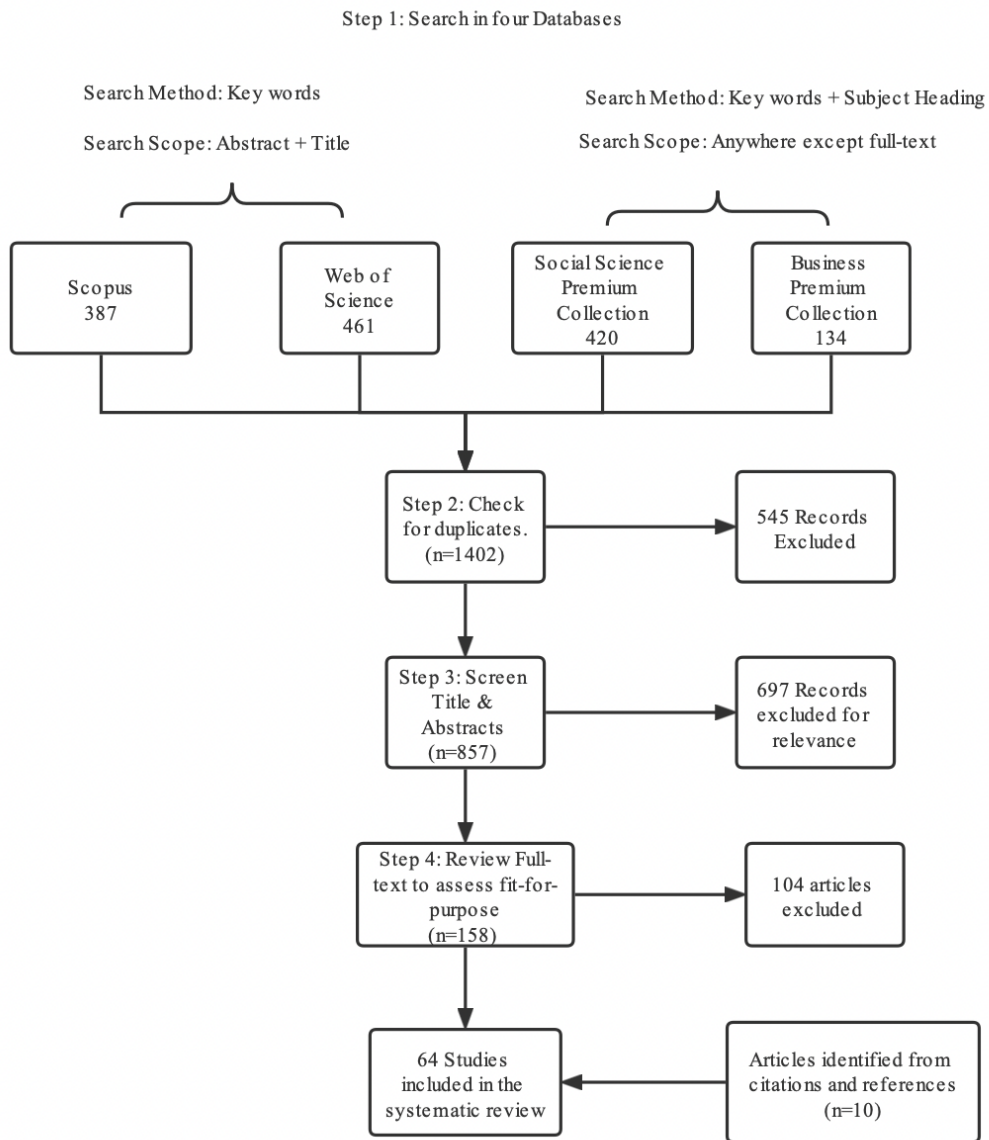 Step 1: Search in four Databases
Search Method: Key words
Search Scope: Abstract + Title
Search Method: Key words + Subject Heading
Search Scope: Anywhere except full-text
Scopus
387
Web of
Science
461
Social Science
Premium
Collection
420
Business
Premium
Collection
134
Step 2: Check
for duplicates.
(n=1402)
545 Records
Excluded
Step 3: Screen
Title &
Abstracts
(n=857)
697 Records
excluded for
relevance
Step 4: Review Full-
text to assess fit-for-
purpose
(n=158)
104 articles
excluded
64 Studies
included in the
systematic review
Articles identified from
citations and references
(n=10)